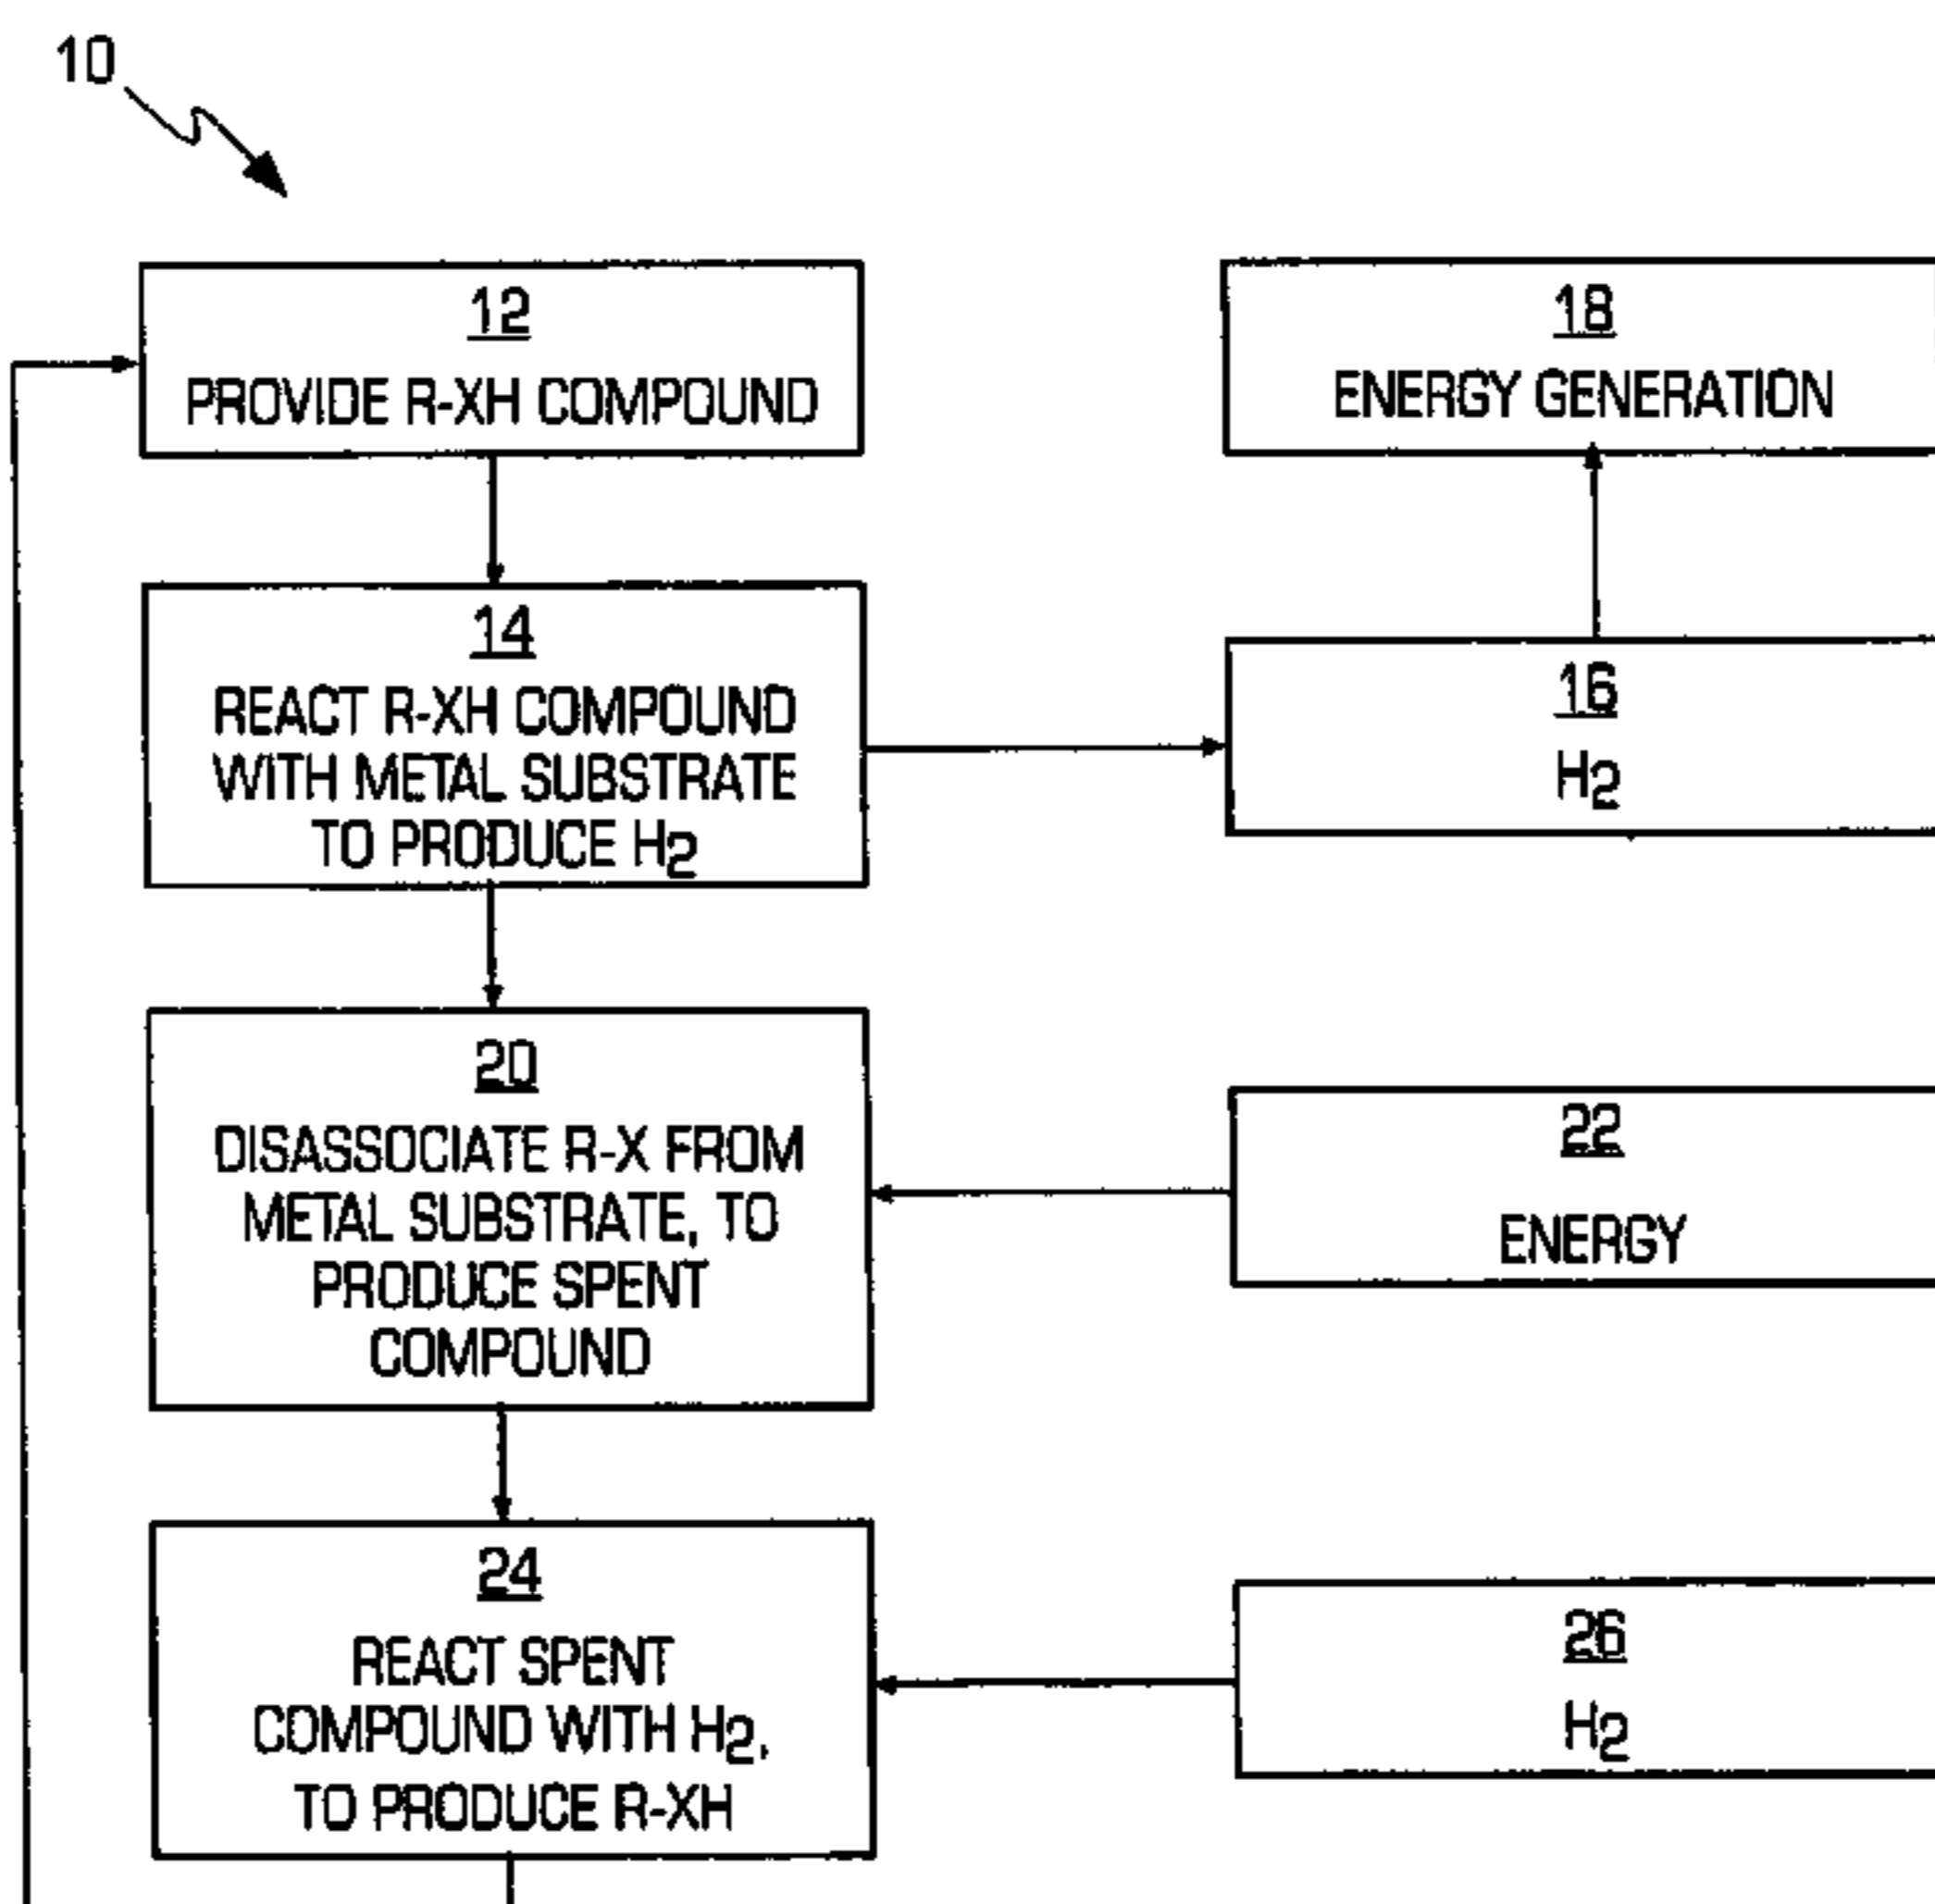 10
12
PROVIDE R-XH COMPOUND
18
ENERGY GENERATION
14
REACT R-XH COMPOUND
WITH METAL SUBSTRATE
TO PRODUCE H2
16
H2
20
DISASSOCIATE R-X FROM
METAL SUBSTRATE, TO
PRODUCE SPENT
COMPOUND
22
ENERGY
24
REACT SPENT
COMPOUND WITH H2,
TO PRODUCE R-XH
26
H2